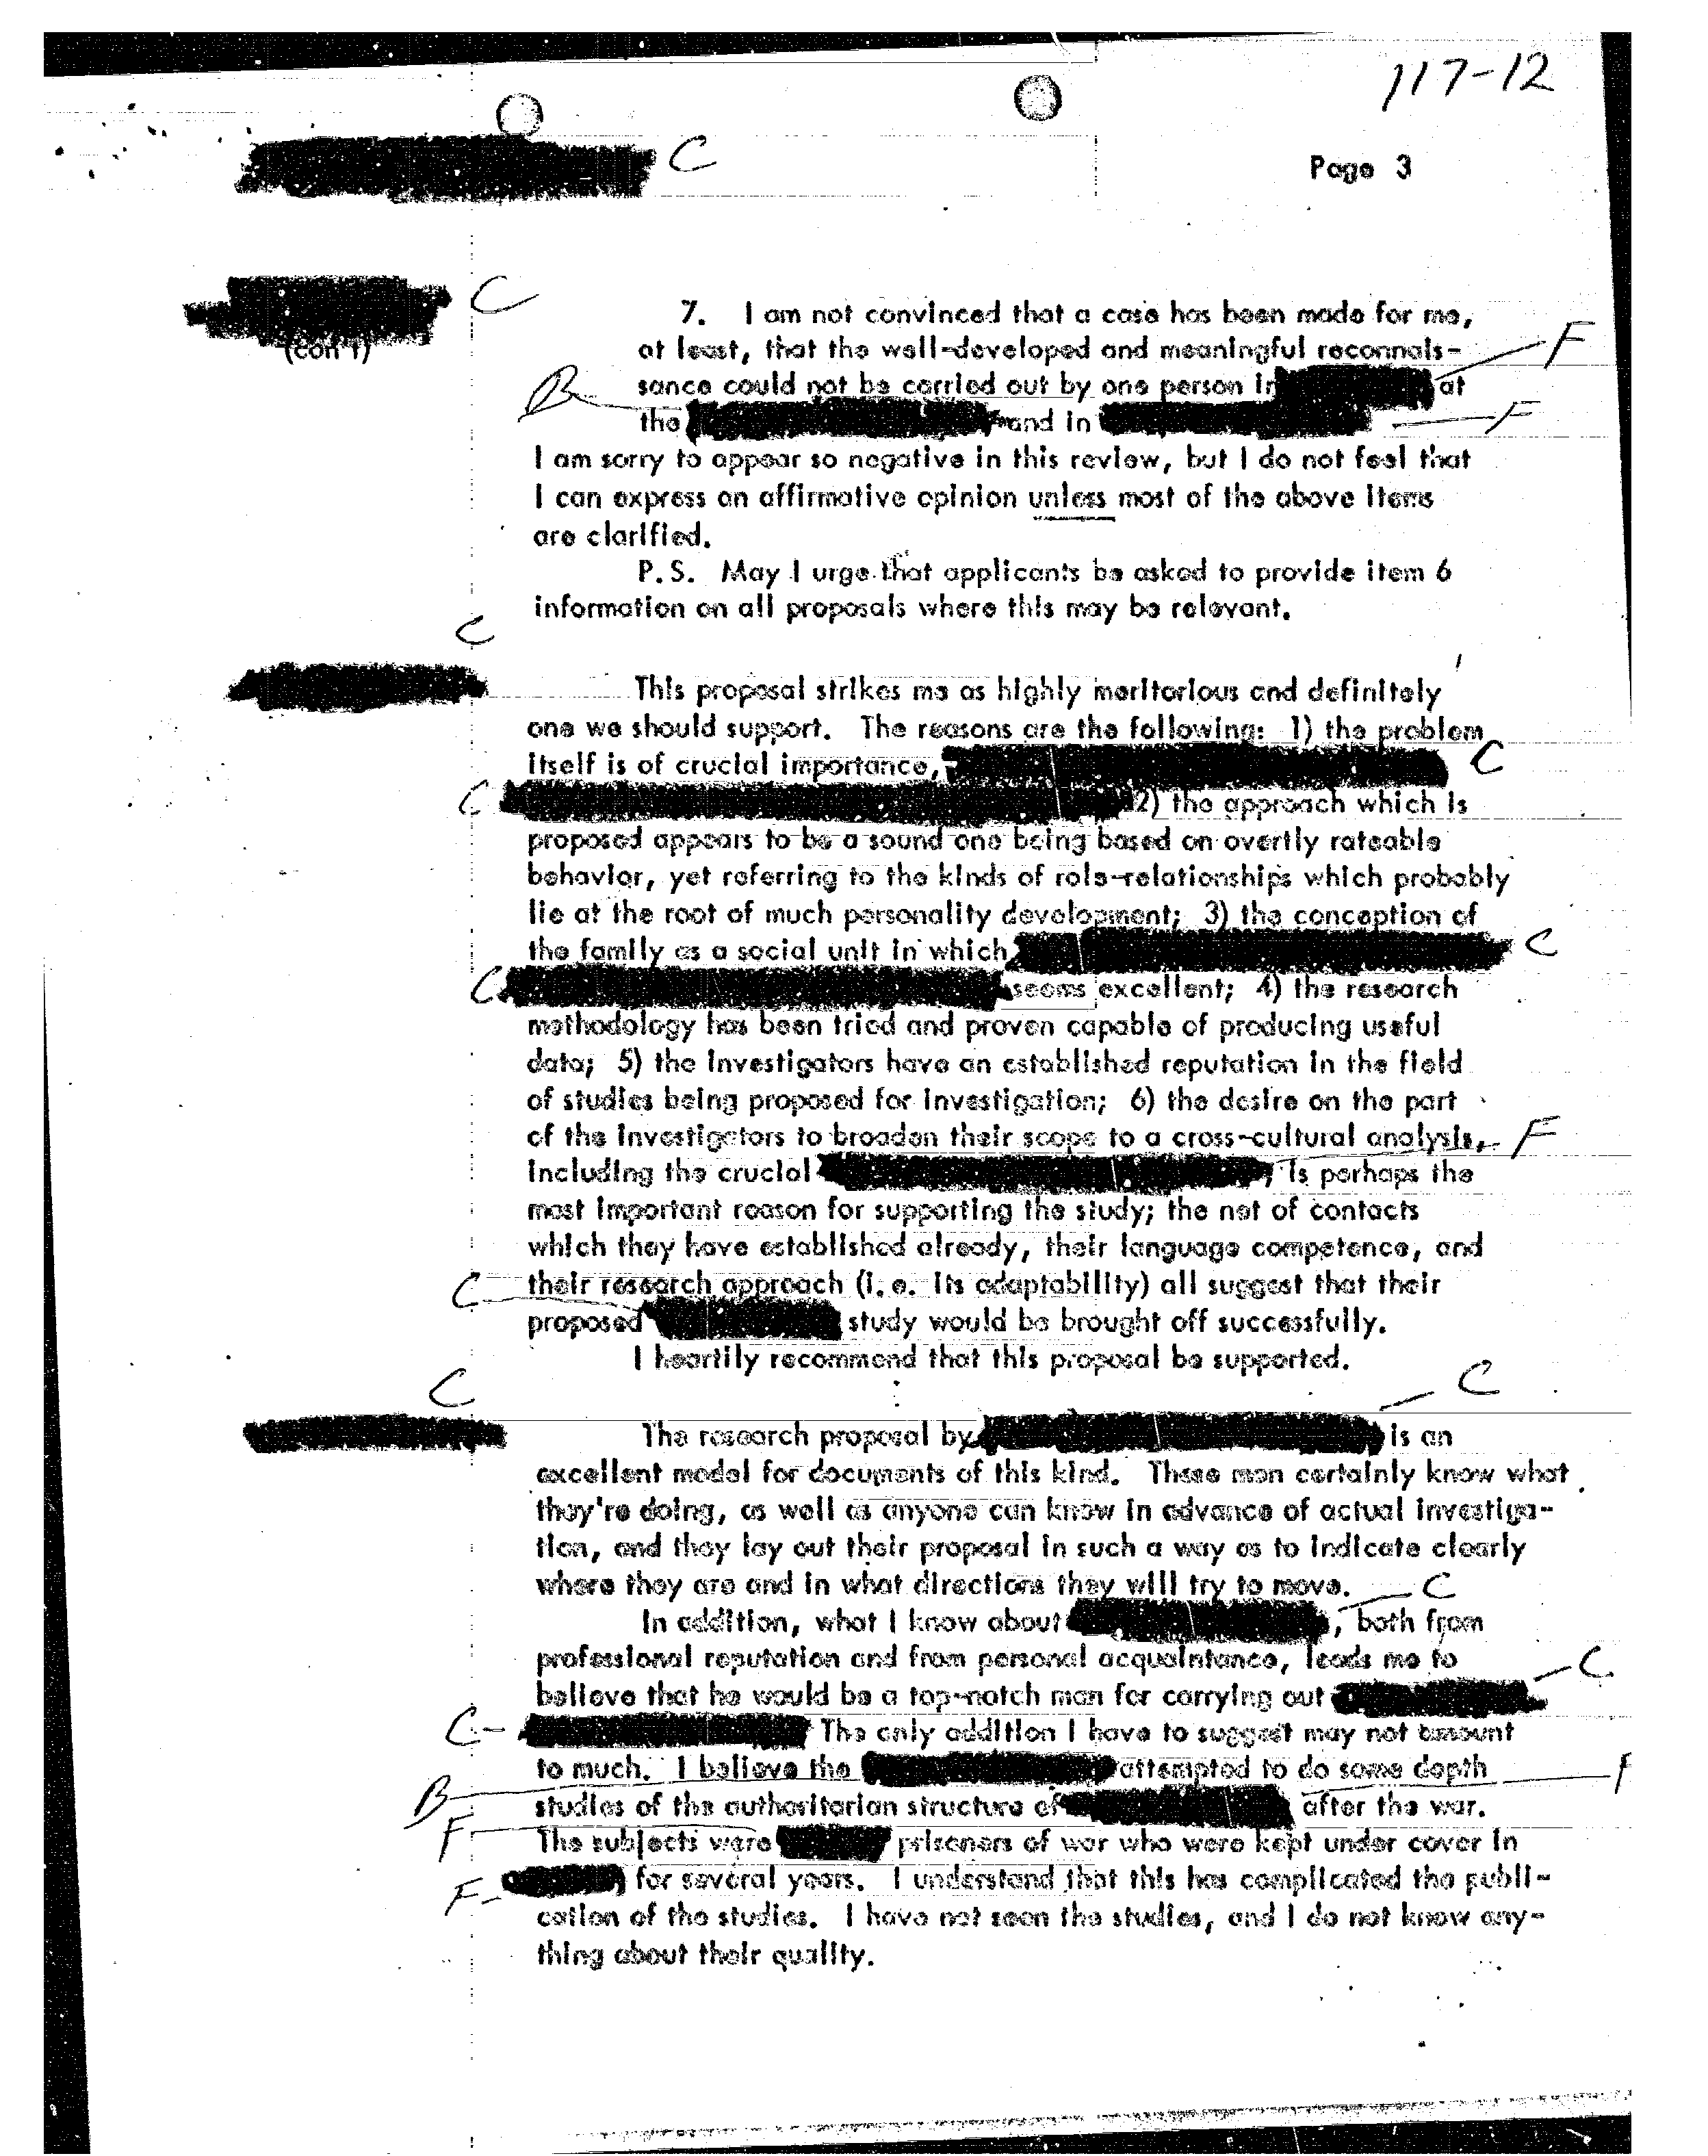 117-12
C
Page 3
C
(con't)
7. I am not convinced that a case has been made for me,
at least, that the well-developed and meaningful reconnais-
F
sance could not be carried out by one person in at
B
the and in
F
I am sorry to appear so negative in this review, but I do not feel that
I can express an affirmative opinion unless most of the above items
are clarified.
P.S. May I urge that applicants be asked to provide item 6
information on all proposals where this may be relevant.
C
This proposal strikes me as highly meritorious and definitely
one we should support. The reasons are the following: 1) the problem
itself is of crucial importance,
C
C
2) the approach which is
proposed appears to be a sound one being based on overtly rateable
behavior, yet referring to the kinds of role-relationships which probably
lie at the root of much personality development; 3) the conception of
the family as a social unit in which
C
C
seems excellent; 4) the research
methodology has been tried and proven capable of producing useful
data; 5) the investigators have an established reputation in the field
of studies being proposed for investigation; 6) the desire on the part
of the investigators to broaden their scope to a cross-cultural analysis,
F
including the crucial , is perhaps the
most important reason for supporting the study; the net of contacts
which they have established already, their language competence, and
their research approach (i.e. its adaptability) all suggest that their
C
proposed study would be brought off successfully.
I heartily recommend that this proposal be supported.
C
C
The research proposal by is an
excellent model for documents of this kind. These men certainly know what
they're doing, as well as anyone can know in advance of actual investiga-
tion, and they lay out their proposal in such a way as to indicate clearly
where they are and in what directions they will try to move.
C
In addition, what I know about , both from
professional reputation and from personal acquaintance, leads me to
C
believe that he would be a top-notch man for carrying out
C
The only addition I have to suggest may not amount
to much. I believe the attempted to do some depth
F
B
studies of the authoritarian structure of after the war.
F
The subjects were prisoners of war who were kept under cover in
F
for several years. I understand that this has complicated the publi-
cation of the studies. I have not seen the studies, and I do not know any-
thing about their quality.